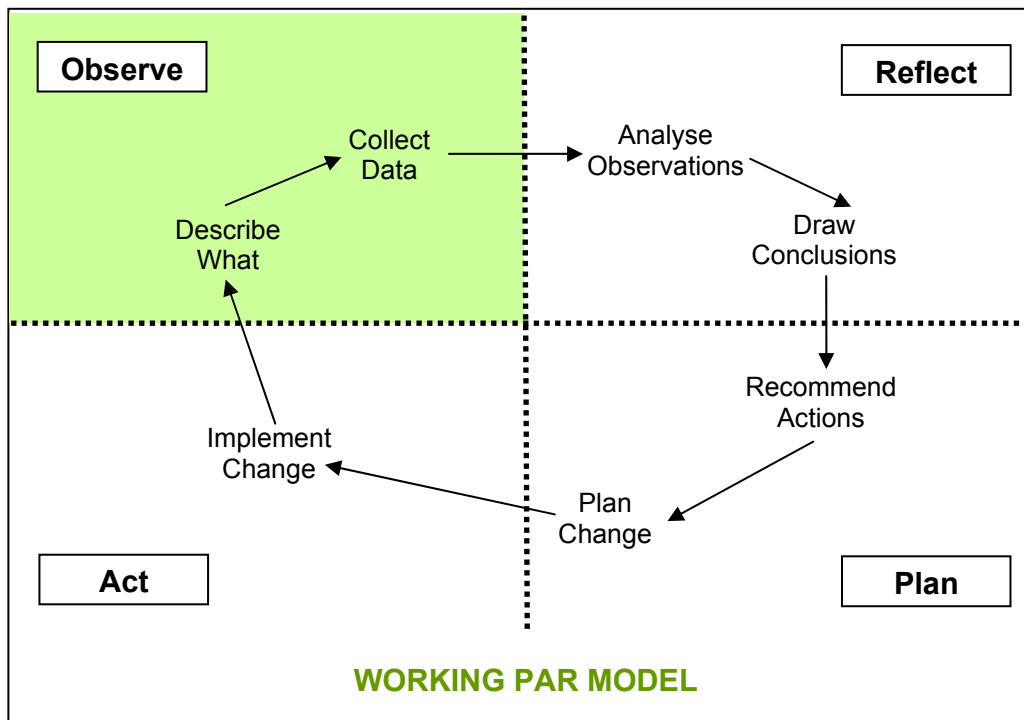 Observe
Reflect
Collect
Data
Analyse
Observations
Describe
What
Draw
Conclusions
Recommend
Actions
Implement
Change
Plan
Change
Act
Plan
WORKING PAR MODEL